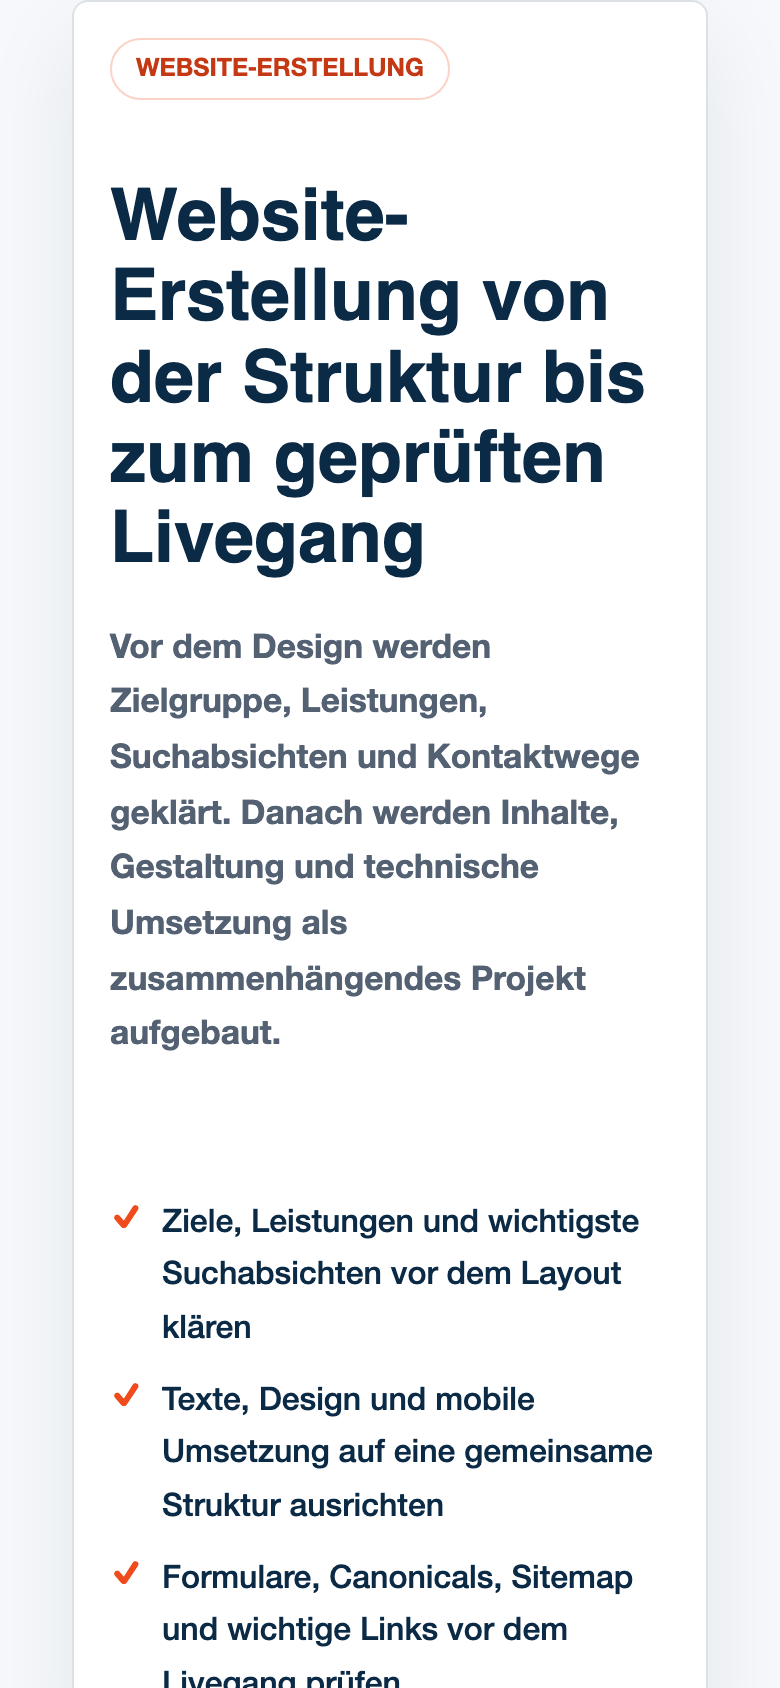 WEBSITE-ERSTELLUNG
Website-
Erstellung von
der Struktur bis
zum geprüften
Livegang
Vor dem Design werden
Zielgruppe, Leistungen,
Suchabsichten und Kontaktwege
geklärt. Danach werden Inhalte,
Gestaltung und technische
Umsetzung als
zusammenhängendes Projekt
aufgebaut.
Ziele, Leistungen und wichtigste
Suchabsichten vor dem Layout
klären
Texte, Design und mobile
Umsetzung auf eine gemeinsame
Struktur ausrichten
Formulare, Canonicals, Sitemap
und wichtige Links vor dem
Livegang prüfen